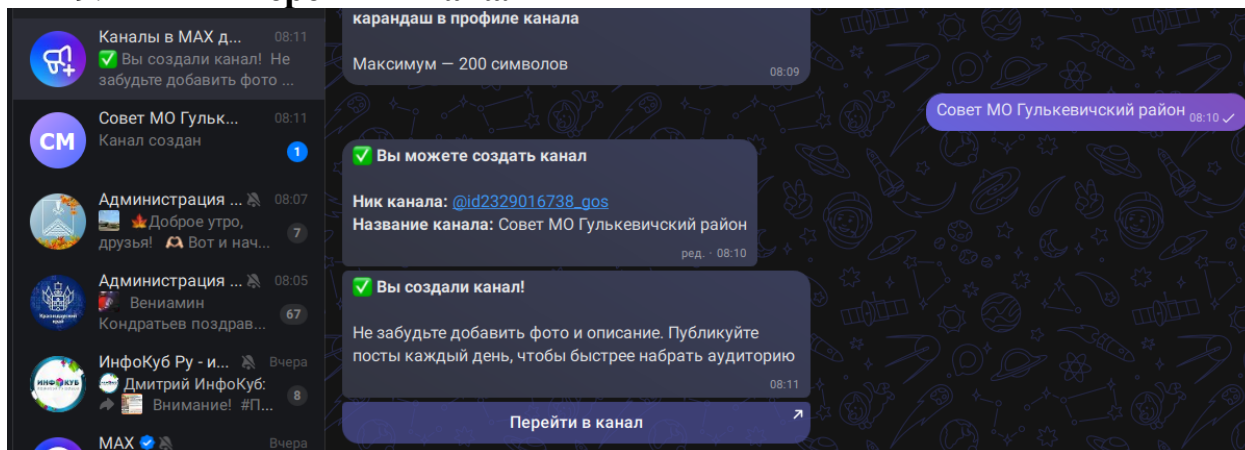 Каналы в MAX д... 08:11
✅ Вы создали канал! Не
забудьте добавить фото ...
СМ
Совет МО Гульк... 08:11
Канал создан 1
Администрация ... 08:07
🍁Доброе утро,
друзья! 🫶 Вот и нач... 7
Администрация ... 08:05
Вениамин
Кондратьев поздрав... 67
Краснодарский край
ИнфоКуб Ру - и... Вчера
Дмитрий ИнфоКуб:
Внимание! #П... 8
ИНФОКУБ
MAX Вчера
карандаш в профиле канала
Максимум — 200 символов
08:09
Совет МО Гулькевичский район 08:10
✅ Вы можете создать канал
Ник канала: @id2329016738_gos
Название канала: Совет МО Гулькевичский район
ред. · 08:10
✅ Вы создали канал!
Не забудьте добавить фото и описание. Публикуйте
посты каждый день, чтобы быстрее набрать аудиторию
08:11
Перейти в канал